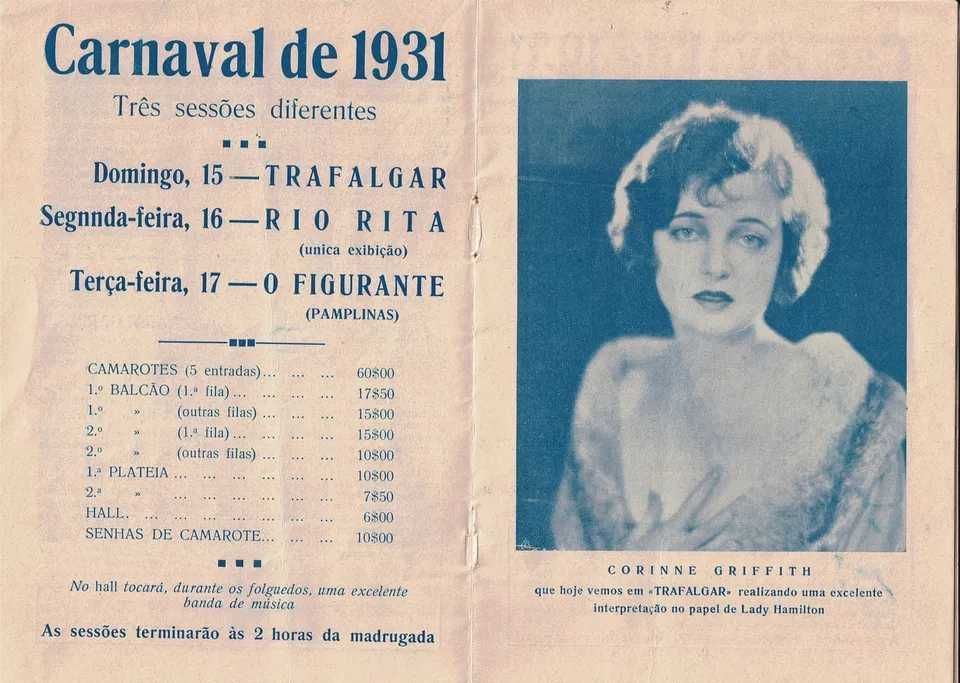 Carnaval de 1931
Três sessões diferentes
Domingo, 15 — TRAFALGAR
Segnnda-feira, 16 — RIO RITA
(unica exibição)
Terça-feira, 17 — O FIGURANTE
(PAMPLINAS)
CAMAROTES (5 entradas)... ... ... 60$00
1.º BALCÃO (1.ª fila)... ... ... ... 17$50
1.º » (outras filas) ... ... ... 15$00
2.º » (1.ª fila)... ... ... ... 15$00
2.º » (outras filas) ... ... ... 10$00
1.ª PLATEIA ... ... ... ... ... ... 10$00
2.ª » ... ... ... ... ... ... 7$50
HALL. ... ... ... ... ... ... ... 6$00
SENHAS DE CAMAROTE... ... ... 10$00
No hall tocará, durante os folguedos, uma excelente
banda de música
As sessões terminarão às 2 horas da madrugada
CORINNE GRIFFITH
que hoje vemos em «TRAFALGAR» realizando uma excelente
interpretação no papel de Lady Hamilton